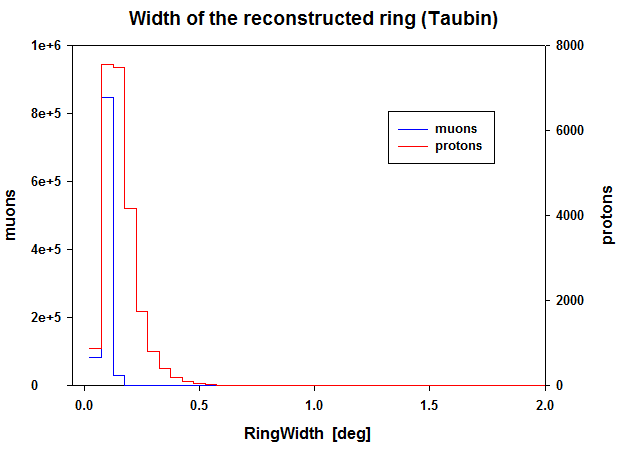 Width of the reconstructed ring (Taubin)
1e+6
8e+5
6e+5
4e+5
2e+5
0
muons
8000
6000
4000
2000
0
protons
muons
protons
0.0
0.5
1.0
1.5
2.0
RingWidth [deg]